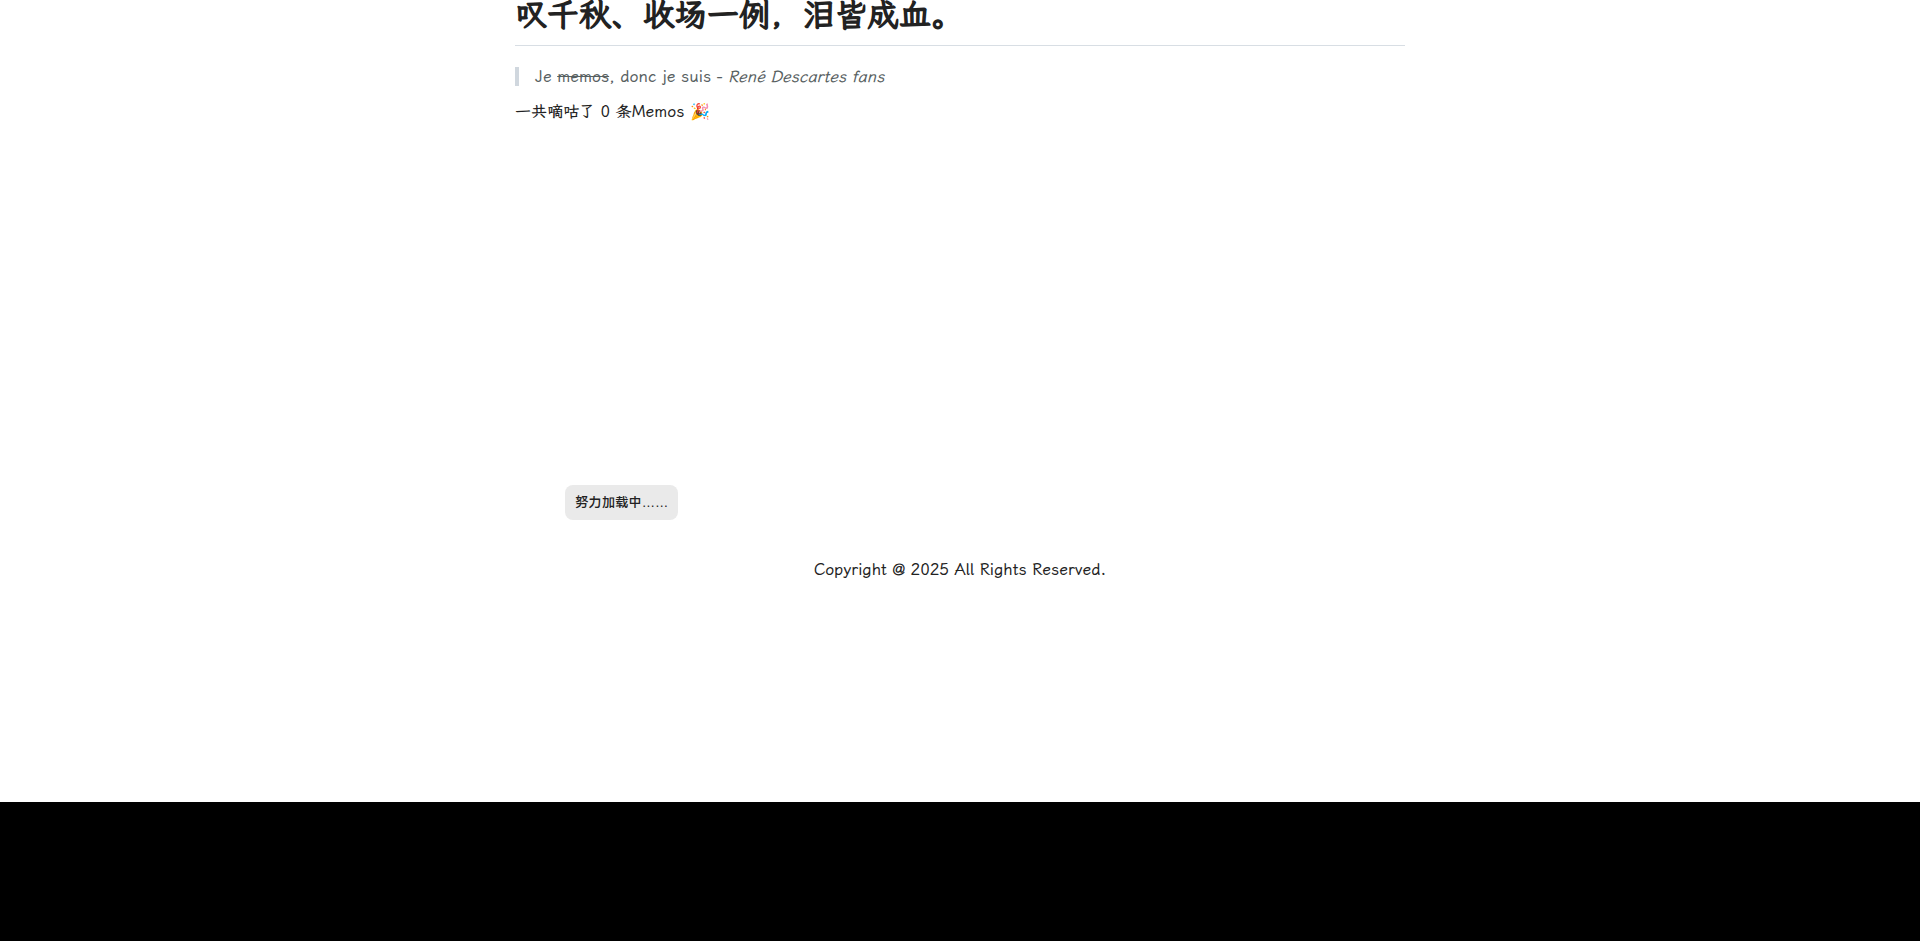 叹千秋、收场一例，泪皆成血。
Je memos, donc je suis - René Descartes fans
一共嘀咕了 0 条Memos 🎉
努力加载中……
Copyright @ 2025 All Rights Reserved.